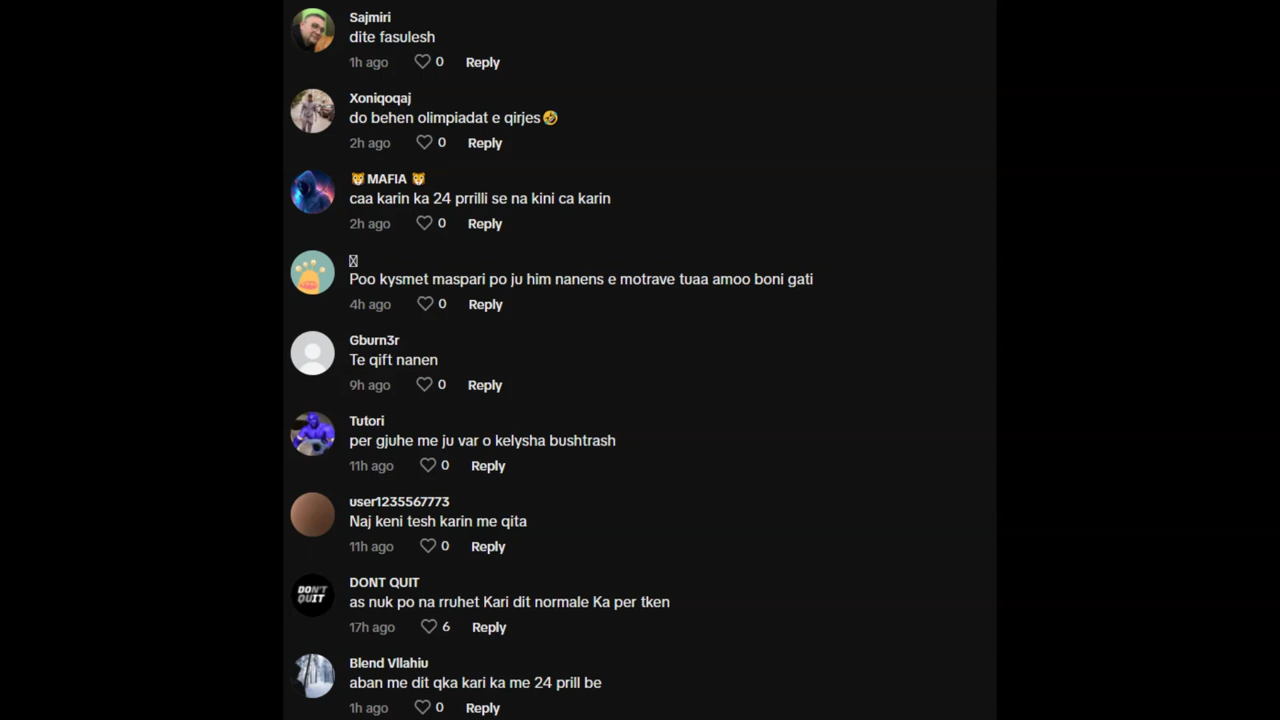 Sajmiri
dite fasulesh
1h ago 0 Reply
Xoniqoqaj
do behen olimpiadat e qirjes🤣
2h ago 0 Reply
🐯MAFIA 🐯
caa karin ka 24 prrilli se na kini ca karin
2h ago 0 Reply
Poo kysmet maspari po ju him nanens e motrave tuaa amoo boni gati
4h ago 0 Reply
Gburn3r
Te qift nanen
9h ago 0 Reply
Tutori
per gjuhe me ju var o kelysha bushtrash
11h ago 0 Reply
user1235567773
Naj keni tesh karin me qita
11h ago 0 Reply
DON'T QUIT
DONT QUIT
as nuk po na rruhet Kari dit normale Ka per tken
17h ago 6 Reply
Blend Vllahiu
aban me dit qka kari ka me 24 prill be
1h ago 0 Reply